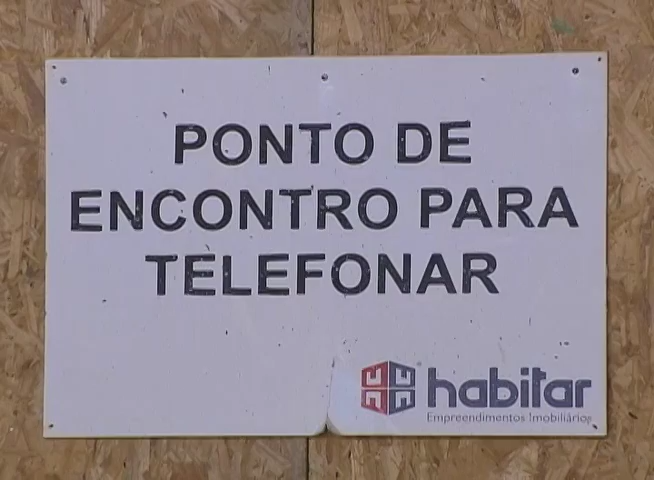 PONTO DE
ENCONTRO PARA
TELEFONAR
habitar
Empreendimentos Imobiliários